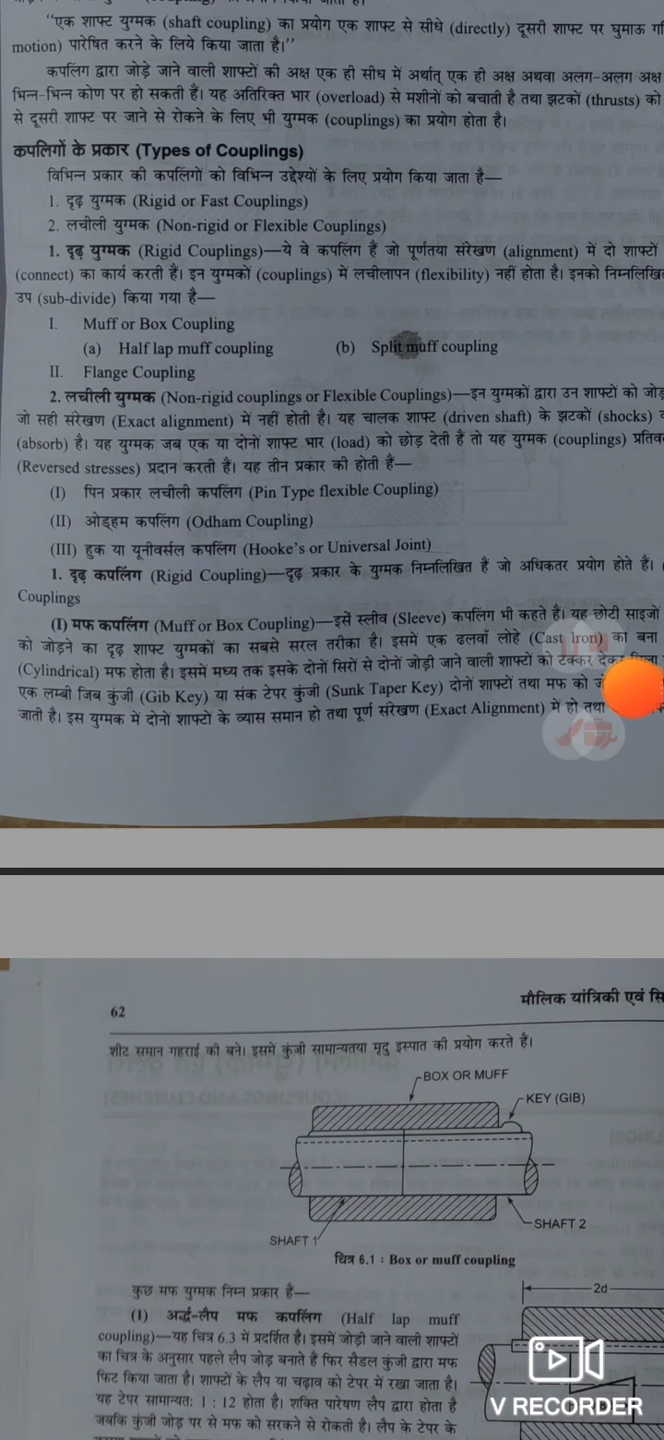 "एक शाफ्ट युग्मक (shaft coupling) का प्रयोग एक शाफ्ट से सीधे (directly) दूसरी शाफ्ट पर घुमाऊ
motion) पारेषित करने के लिये किया जाता है।"
कपलिंग द्वारा जोड़े जाने वाली शाफ्टों की अक्ष एक ही सीध में अर्थात् एक ही अक्ष अथवा अलग-अलग अक्ष
भिन्न-भिन्न कोण पर हो सकती हैं। यह अतिरिक्त भार (overload) से मशीनों को बचाती है तथा झटकों (thrusts) को
से दूसरी शाफ्ट पर जाने से रोकने के लिए भी युग्मक (couplings) का प्रयोग होता है।
कपलिगों के प्रकार (Types of Couplings)
विभिन्न प्रकार की कपलिगों को विभिन्न उद्देश्यों के लिए प्रयोग किया जाता है—
1. दृढ़ युग्मक (Rigid or Fast Couplings)
2. लचीली युग्मक (Non-rigid or Flexible Couplings)
1. दृढ़ युग्मक (Rigid Couplings)—ये वे कपलिंग हैं जो पूर्णतया संरेखण (alignment) में दो शाफ्टों
(connect) का कार्य करती हैं। इन युग्मकों (couplings) में लचीलापन (flexibility) नहीं होता है। इनको
उप (sub-divide) किया गया है—
I. Muff or Box Coupling
(a) Half lap muff coupling (b) Split muff coupling
II. Flange Coupling
2. लचीली युग्मक (Non-rigid couplings or Flexible Couplings)—इन युग्मकों द्वारा उन शाफ्टों को
जो सही संरेखण (Exact alignment) में नहीं होती है। यह चालक शाफ्ट (driven shaft) के झटकों (shocks)
(absorb) है। यह युग्मक जब एक या दोनों शाफ्ट भार (load) को छोड़ देती हैं तो यह युग्मक (couplings)
(Reversed stresses) प्रदान करती हैं। यह तीन प्रकार की होती हैं—
(I) पिन प्रकार लचीली कपलिंग (Pin Type flexible Coupling)
(II) ओड्हम कपलिंग (Odham Coupling)
(III) हुक या यूनीवर्सल कपलिंग (Hooke's or Universal Joint)
1. दृढ़ कपलिंग (Rigid Coupling)—दृढ़ प्रकार के युग्मक निम्नलिखित हैं जो अधिकतर प्रयोग होते हैं।
Couplings
(I) मफ कपलिंग (Muff or Box Coupling)—इसें स्लीव (Sleeve) कपलिंग भी कहते है। यह छोटी साइजों
को जोड़ने का दृढ़ शाफ्ट युग्मकों का सबसे सरल तरीका है। इसमें एक ढलवाँ लोहे (Cast Iron) का बना
(Cylindrical) मफ होता है। इसमें मध्य तक इसके दोनों सिरों से दोनों जोड़ी जाने वाली शाफ्टों को टक्कर देकर
एक लम्बी जिब कुंजी (Gib Key) या संक टेपर कुंजी (Sunk Taper Key) दोनों शाफ्टों तथा मफ को
जाती है। इस युग्मक में दोनों शाफ्टों के व्यास समान हो तथा पूर्ण संरेखण (Exact Alignment) में हो तथा
मौलिक यांत्रिकी एवं
62
शीट समान गहराई की बने। इसमें कुंजी सामान्यतया मृदु इस्पात की प्रयोग करते हैं।
BOX OR MUFF
KEY (GIB)
SHAFT 2
SHAFT 1
चित्र 6.1 : Box or muff coupling
कुछ मफ युग्मक निम्न प्रकार हैं—
2d
(1) अर्द्ध-लैप मफ कपलिंग (Half lap muff
coupling)—यह चित्र 6.3 में प्रदर्शित है। इसमें जोड़ी जाने वाली शाफ्टों
का चित्र के अनुसार पहले लैप जोड़ बनाते हैं फिर सैडल कुंजी द्वारा मफ
फिट किया जाता है। शाफ्टों के लैप या चढ़ाव को टेपर में रखा जाता है।
यह टेपर सामान्यतः 1 : 12 होता है। शक्ति पारेषण लैप द्वारा होता है
जबकि कुंजी जोड़ पर से मफ को सरकने से रोकती है। लैप के टेपर के
V RECORDER